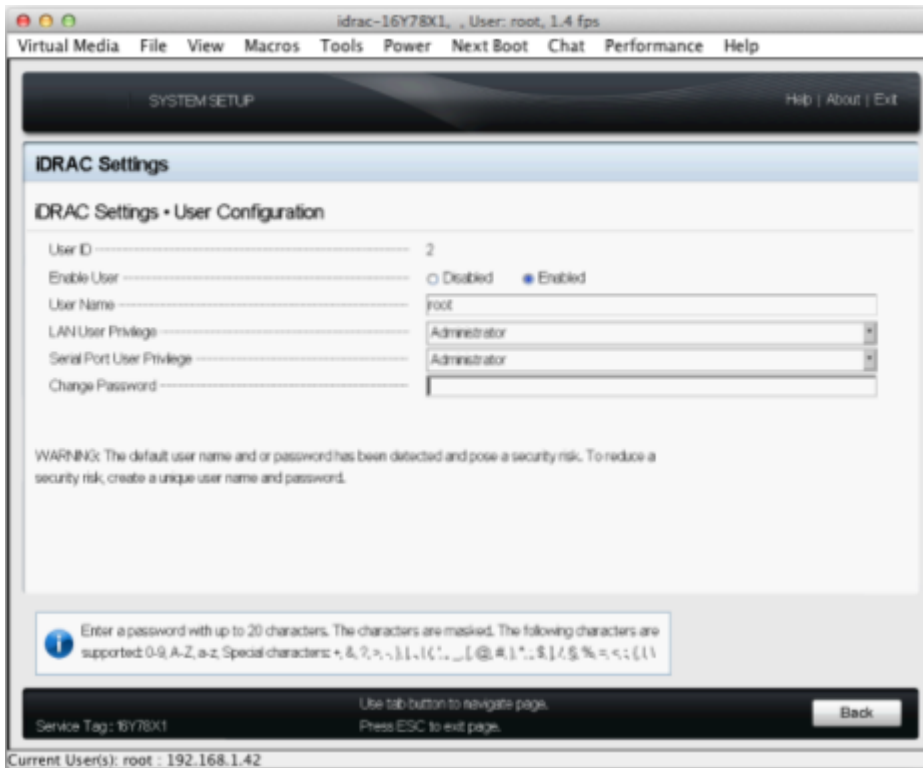 idrac-16Y78X1, , User: root, 1.4 fps
Virtual Media File View Macros Tools Power Next Boot Chat Performance Help
SYSTEM SETUP
Help | About | Exit
iDRAC Settings
iDRAC Settings • User Configuration
User ID 2
Enable User Disabled Enabled
User Name root
LAN User Privilege Administrator
Serial Port User Privilege Administrator
Change Password
WARNING: The default user name and or password has been detected and pose a security risk. To reduce a
security risk, create a unique user name and password.
Enter a password with up to 20 characters. The characters are masked. The following characters are
supported: 0-9, A-Z, a-z, Special characters:
Use tab button to navigate page.
Service Tag: 16Y78X1
Press ESC to exit page.
Back
Current User(s): root : 192.168.1.42